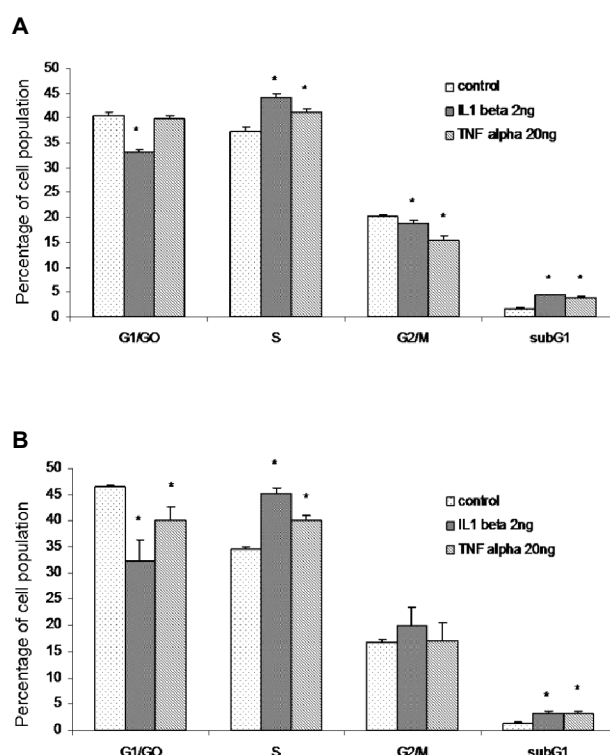 A
Percentage of cell population
50
45
40
35
30
25
20
15
10
5
0
* * * * * * *
control
IL1 beta 2ng
TNF alpha 20ng
G1/GO S G2/M subG1
B
Percentage of cell population
50
45
40
35
30
25
20
15
10
5
0
* * * * * *
control
IL1 beta 2ng
TNF alpha 20ng
G1/GO S G2/M subG1